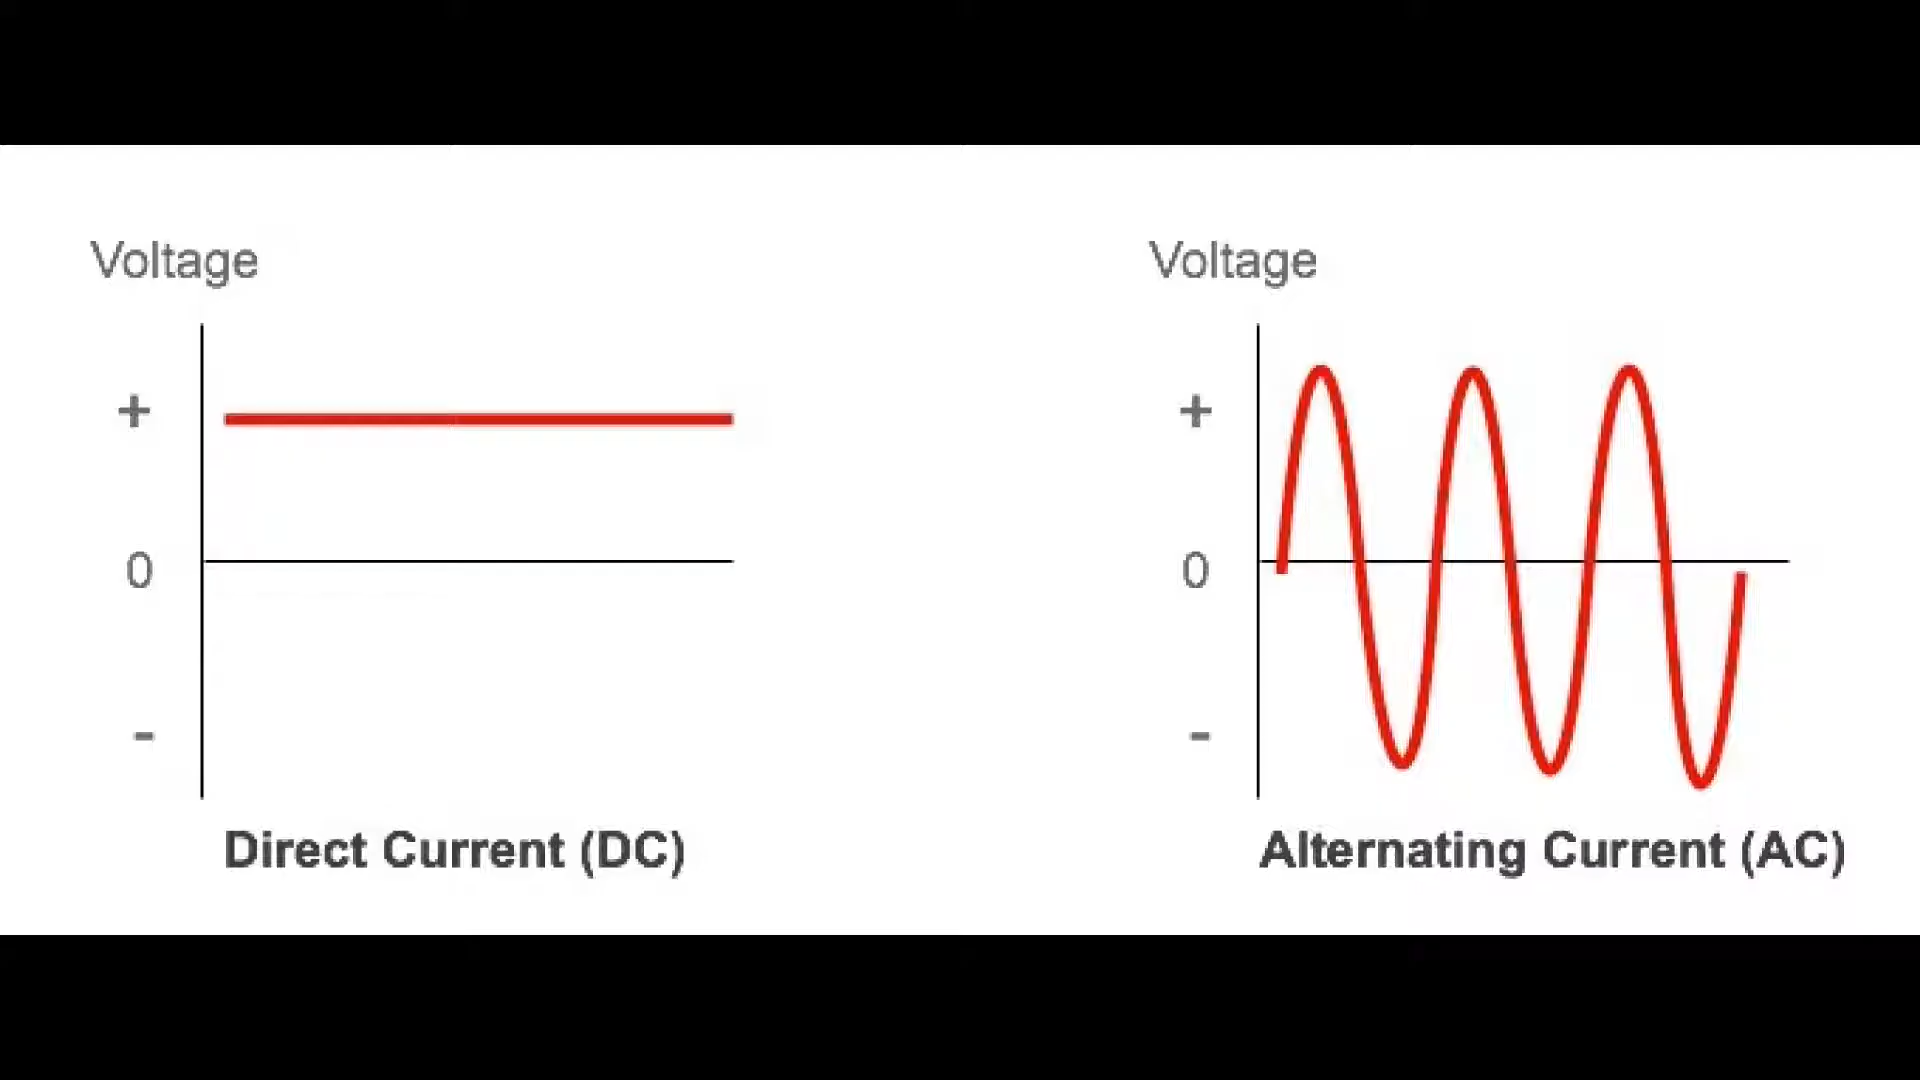 Voltage
+
0
-
Direct Current (DC)
Voltage
+
0
-
Alternating Current (AC)